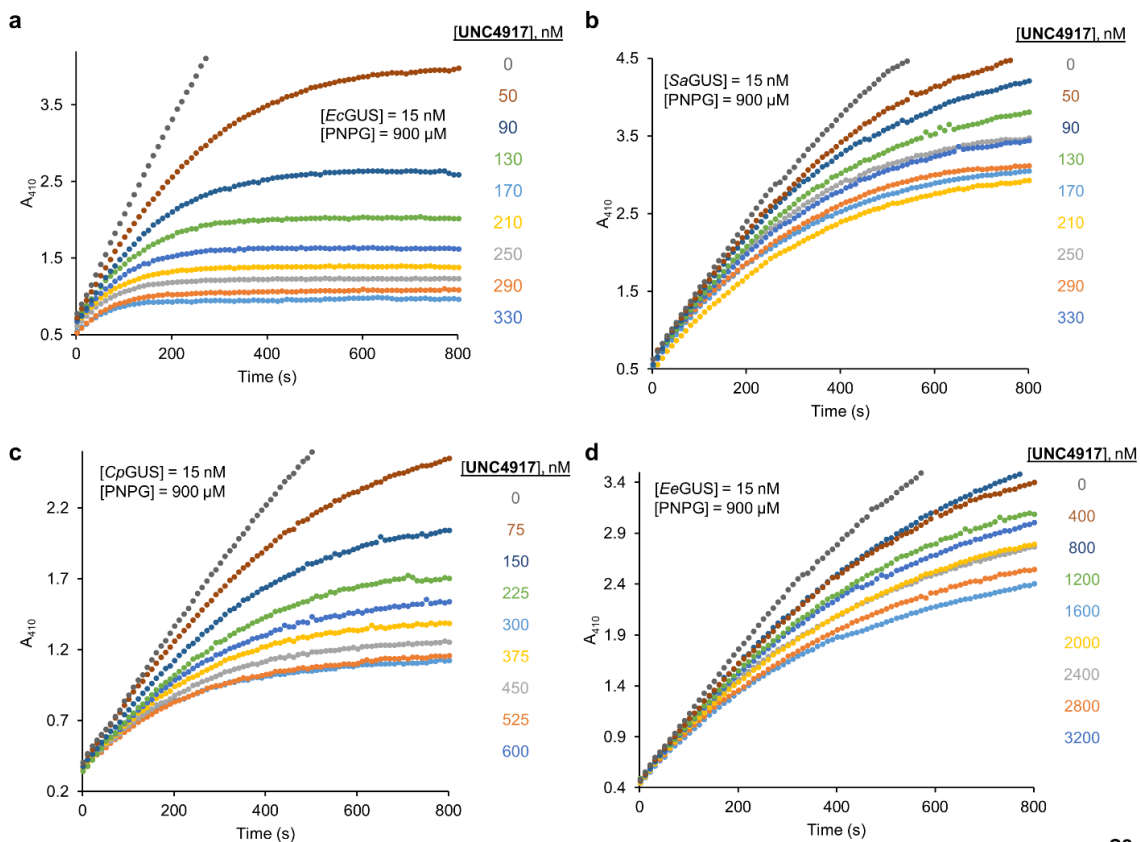 a
[UNC4917], nM
0
50
90
130
170
210
250
290
330
[EcGUS] = 15 nM
[PNPG] = 900 µM
A410
3.5
2.5
1.5
0.5
0 200 400 600 800
Time (s)
b
[UNC4917], nM
0
50
90
130
170
210
250
290
330
[SaGUS] = 15 nM
[PNPG] = 900 µM
A410
4.5
3.5
2.5
1.5
0.5
0 200 400 600 800
Time (s)
c
[UNC4917], nM
0
75
150
225
300
375
450
525
600
[CpGUS] = 15 nM
[PNPG] = 900 µM
A410
2.2
1.7
1.2
0.7
0.2
0 200 400 600 800
Time (s)
d
[UNC4917], nM
0
400
800
1200
1600
2000
2400
2800
3200
[EeGUS] = 15 nM
[PNPG] = 900 µM
A410
3.4
2.9
2.4
1.9
1.4
0.9
0.4
0 200 400 600 800
Time (s)